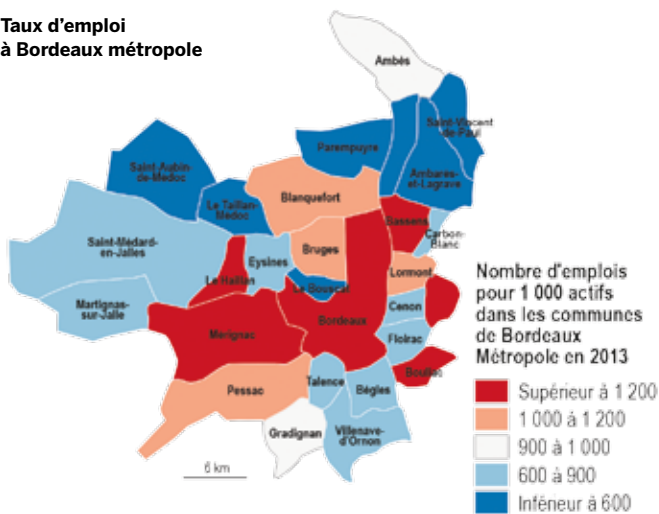 Taux d'emploi
à Bordeaux métropole
Ambès
Saint-Vincent
de-Paul
Parempuyre
Saint-Aubin-
de-Médoc
Ambares-
et-Lagrave
Le Taillan-
Médoc
Blanquefort
Bassens
Carbon-
Blanc
Saint-Médard-
en-Jalles
Bruges
Eysines
Lormont
Le Haillan
Le Bouscat
Martignas-
sur-Jalle
Cenon
Bordeaux
Merignac
Floirac
Bouliac
Talence
Pessac
Bègles
Gradignan
Villenave-
d'Ornon
6 km
Nombre d'emplois
pour 1 000 actifs
dans les communes
de Bordeaux
Métropole en 2013
Supérieur à 1 200
1 000 à 1 200
900 à 1 000
600 à 900
Inférieur à 600